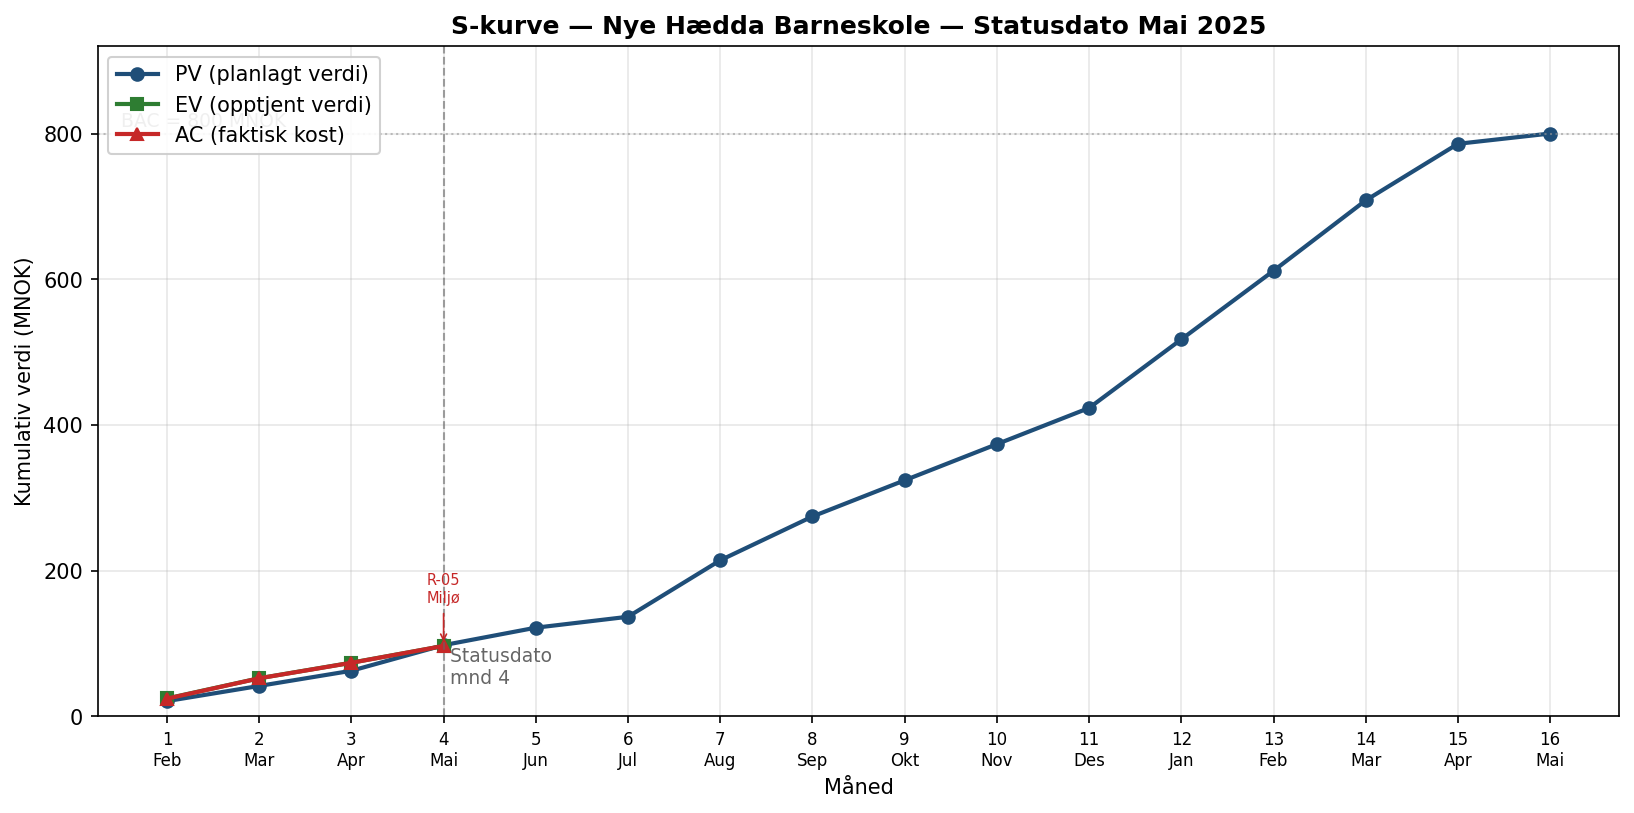 S-kurve — Nye Hædda Barneskole — Statusdato Mai 2025
PV (planlagt verdi)
EV (opptjent verdi)
AC (faktisk kost)
BAC = 800 MNOK
Kumulativ verdi (MNOK)
800
600
400
200
0
R-05
Miljø
Statusdato
mnd 4
1 2 3 4 5 6 7 8 9 10 11 12 13 14 15 16
Feb Mar Apr Mai Jun Jul Aug Sep Okt Nov Des Jan Feb Mar Apr Mai
Måned